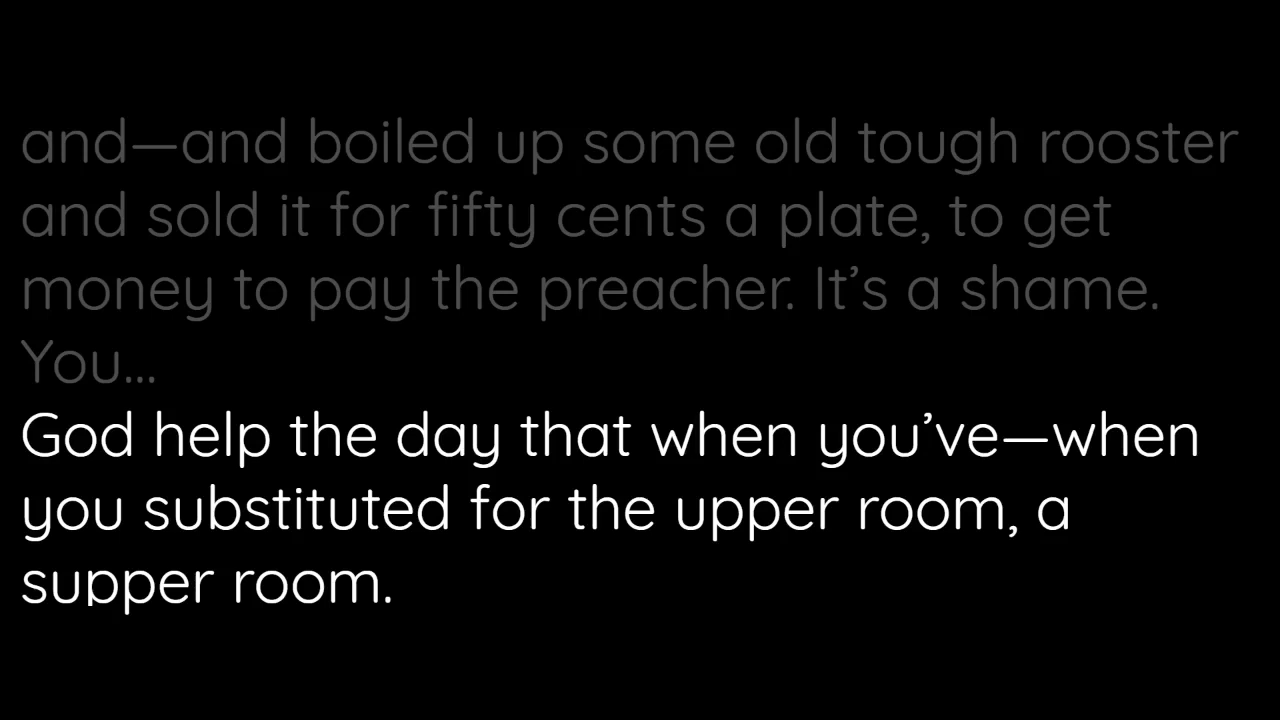 and—and boiled up some old tough rooster
and sold it for fifty cents a plate, to get
money to pay the preacher. It’s a shame.
You...
God help the day that when you’ve—when
you substituted for the upper room, a
supper room.